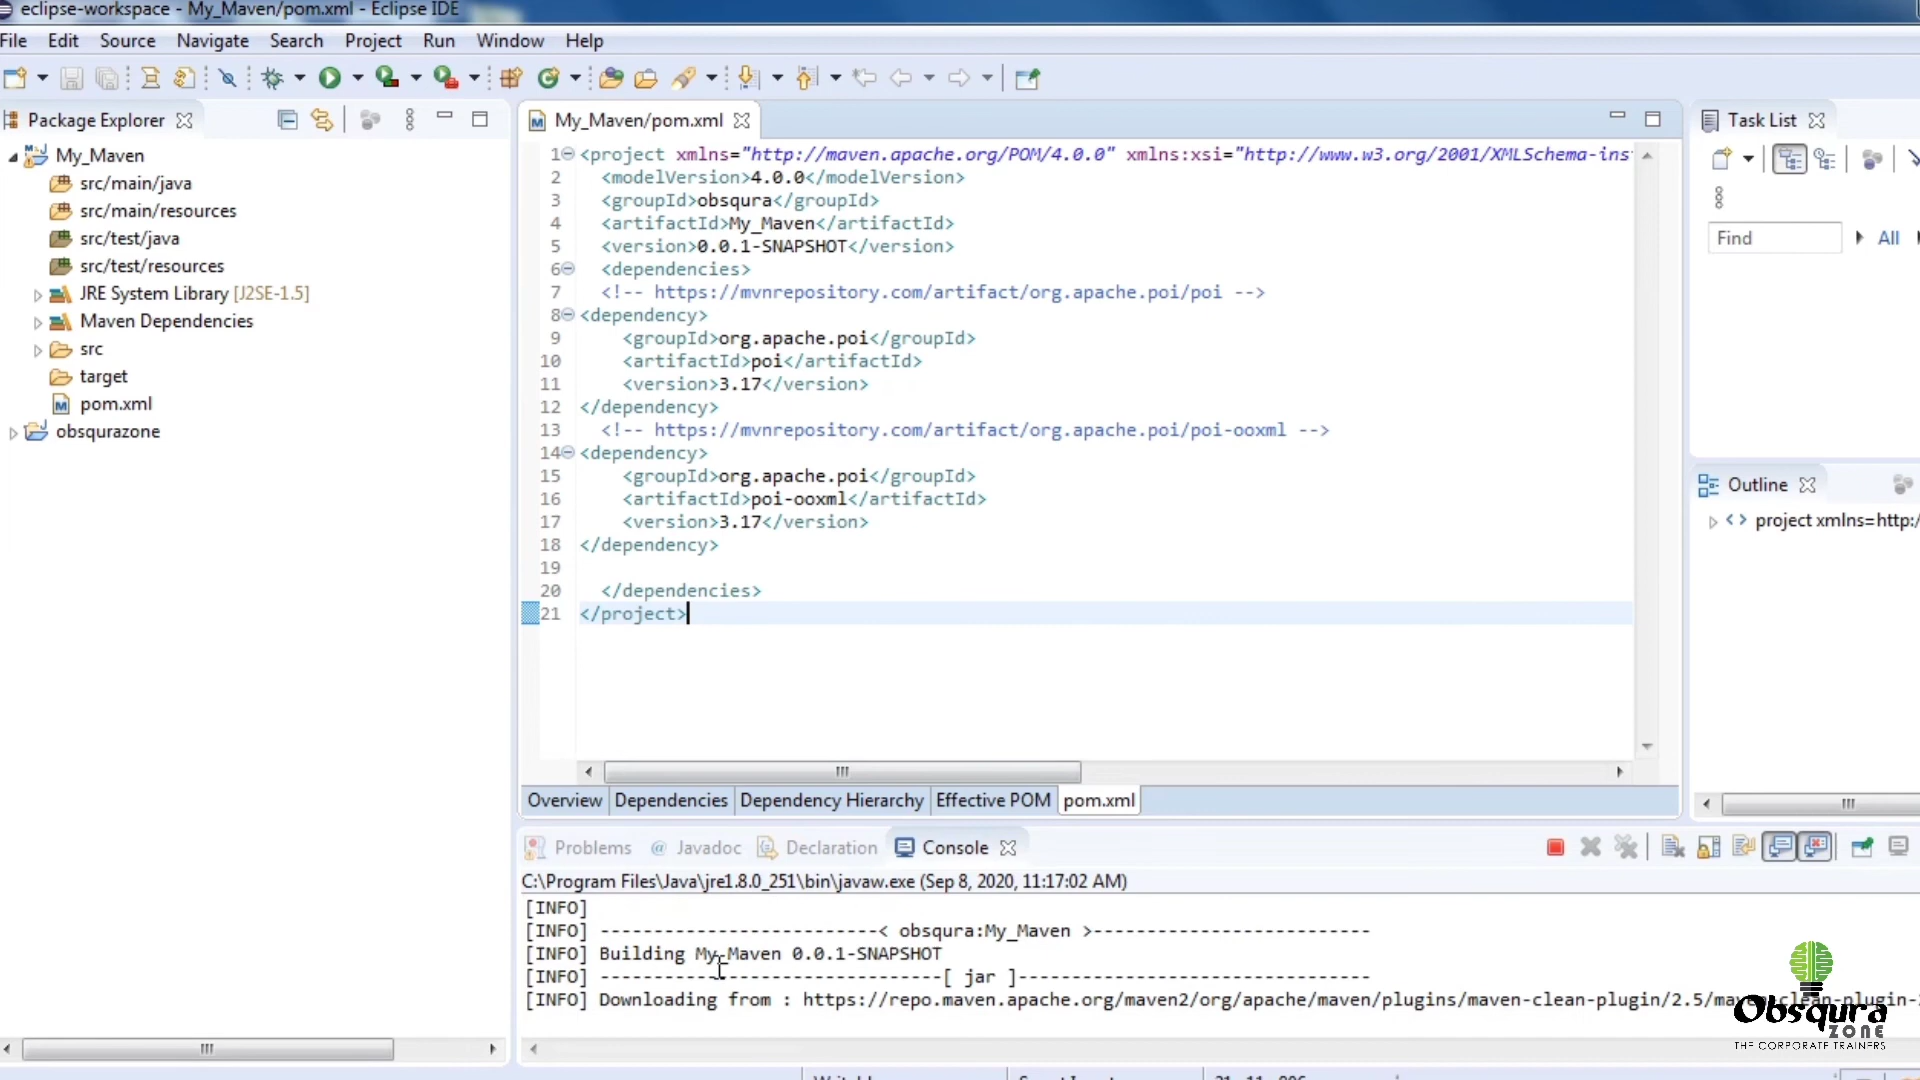 eclipse-workspace - My_Maven/pom.xml - Eclipse IDE
File Edit Source Navigate Search Project Run Window Help
Package Explorer
My_Maven
src/main/java
src/main/resources
src/test/java
src/test/resources
JRE System Library [J2SE-1.5]
Maven Dependencies
src
target
pom.xml
obsqurazone
My_Maven/pom.xml
1 <project xmlns="http://maven.apache.org/POM/4.0.0" xmlns:xsi="http://www.w3.org/2001/XMLSchema-ins
2 <modelVersion>4.0.0</modelVersion>
3 <groupId>obsqura</groupId>
4 <artifactId>My_Maven</artifactId>
5 <version>0.0.1-SNAPSHOT</version>
6 <dependencies>
7 <!-- https://mvnrepository.com/artifact/org.apache.poi/poi -->
8 <dependency>
9 <groupId>org.apache.poi</groupId>
10 <artifactId>poi</artifactId>
11 <version>3.17</version>
12 </dependency>
13 <!-- https://mvnrepository.com/artifact/org.apache.poi/poi-ooxml -->
14 <dependency>
15 <groupId>org.apache.poi</groupId>
16 <artifactId>poi-ooxml</artifactId>
17 <version>3.17</version>
18 </dependency>
19
20 </dependencies>
21 </project>
Overview Dependencies Dependency Hierarchy Effective POM pom.xml
Task List
Find All
Outline
project xmlns=http:/
Problems @ Javadoc Declaration Console
C:\Program Files\Java\jre1.8.0_251\bin\javaw.exe (Sep 8, 2020, 11:17:02 AM)
[INFO]
[INFO] --------------------------< obsqura:My_Maven >--------------------------
[INFO] Building My_Maven 0.0.1-SNAPSHOT
[INFO] --------------------------------[ jar ]---------------------------------
[INFO] Downloading from : https://repo.maven.apache.org/maven2/org/apache/maven/plugins/maven-clean-plugin/2.5/maven-clean-plugin-
Obsqura
ZONE
THE CORPORATE TRAINERS